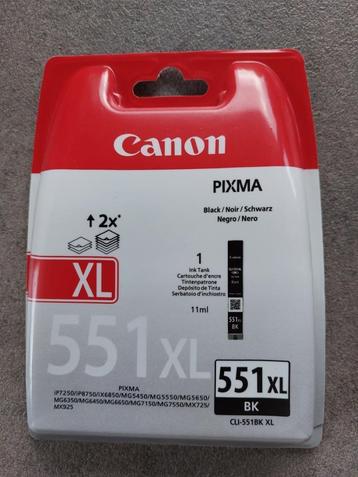 Canon
PIXMA
Black / Noir / Schwarz
Negro / Nero
2x*
XL
1
Ink Tank
Cartouche d'encre
Tintenpatrone
Depósito de Tinta
Serbatoio d'inchiostro
11ml
551XL
BK
551XL
PIXMA
iP7250/iP8750/iX6850/MG5450/MG5550/MG5650/
MG6350/MG6450/MG6650/MG7150/MG7550/MX725/
MX925
551XL
BK
CLI-551BK XL